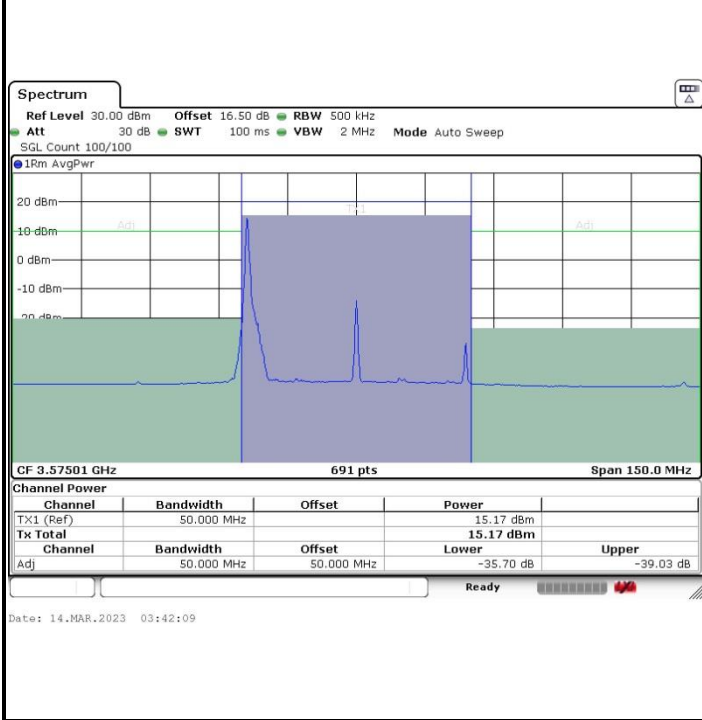 Spectrum
Ref Level 30.00 dBm Offset 16.50 dB RBW 500 kHz
Att 30 dB SWT 100 ms VBW 2 MHz Mode Auto Sweep
SGL Count 100/100
1Rm AvgPwr
20 dBm
TX1
Adj Adj
10 dBm
0 dBm
-10 dBm
-20 dBm
CF 3.57501 GHz 691 pts Span 150.0 MHz
Channel Power
Channel Bandwidth Offset Power
TX1 (Ref) 50.000 MHz 15.17 dBm
Tx Total 15.17 dBm
Channel Bandwidth Offset Lower Upper
Adj 50.000 MHz 50.000 MHz -35.70 dB -39.03 dB
Ready
Date: 14.MAR.2023 03:42:09